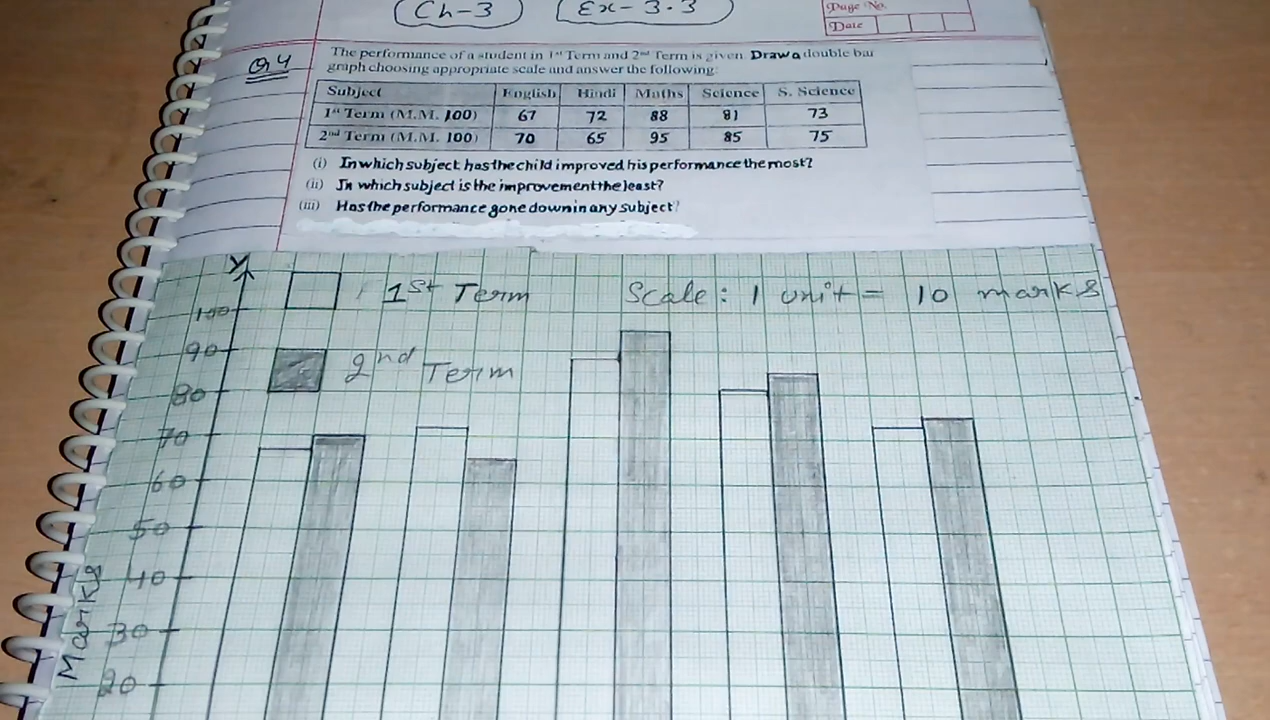 Ch-3 Ex-3.3
Page No.
Date
Q4 The performance of a student in 1st Term and 2nd Term is given. Draw a double bar
graph choosing appropriate scale and answer the following:
Subject English Hindi Maths Science S. Science
1st Term (M.M. 100) 67 72 88 81 73
2nd Term (M.M. 100) 70 65 95 85 75
(i) In which subject has the child improved his performance the most?
(ii) In which subject is the improvement the least?
(iii) Has the performance gone down in any subject?
Y
1st Term Scale: 1 unit = 10 marks
100
90
2nd Term
80
70
60
50
40
30
20
Marks